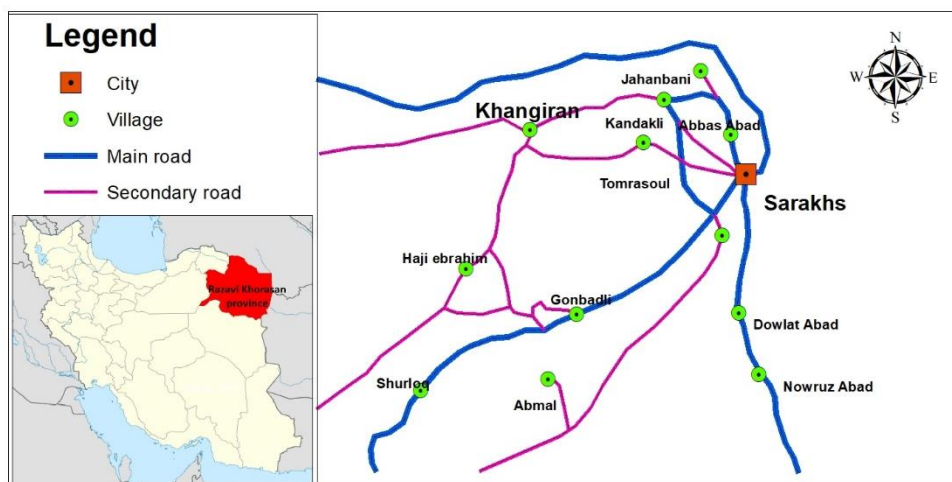 Legend
City
Village
Main road
Secondary road
Razavi Khorasan
province
N
W E
S
Jahanbani
Khangiran
Kandakli
Abbas Abad
Tomrasoul
Sarakhs
Haji ebrahim
Gonbadli
Dowlat Abad
Shurloq
Abmal
Nowruz Abad